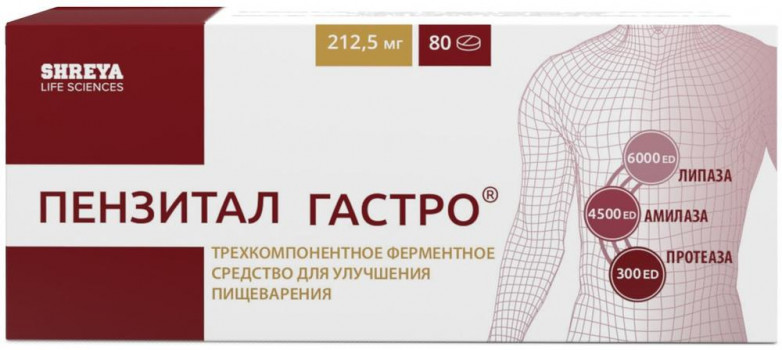 212,5 мг
80
SHREYA
LIFE SCIENCES
6000 ED
ЛИПАЗА
4500 ED
АМИЛАЗА
ПРОТЕАЗА
300 ED
ПЕНЗИТАЛ ГАСТРО®
ТРЕХКОМПОНЕНТНОЕ ФЕРМЕНТНОЕ
СРЕДСТВО ДЛЯ УЛУЧШЕНИЯ
ПИЩЕВАРЕНИЯ